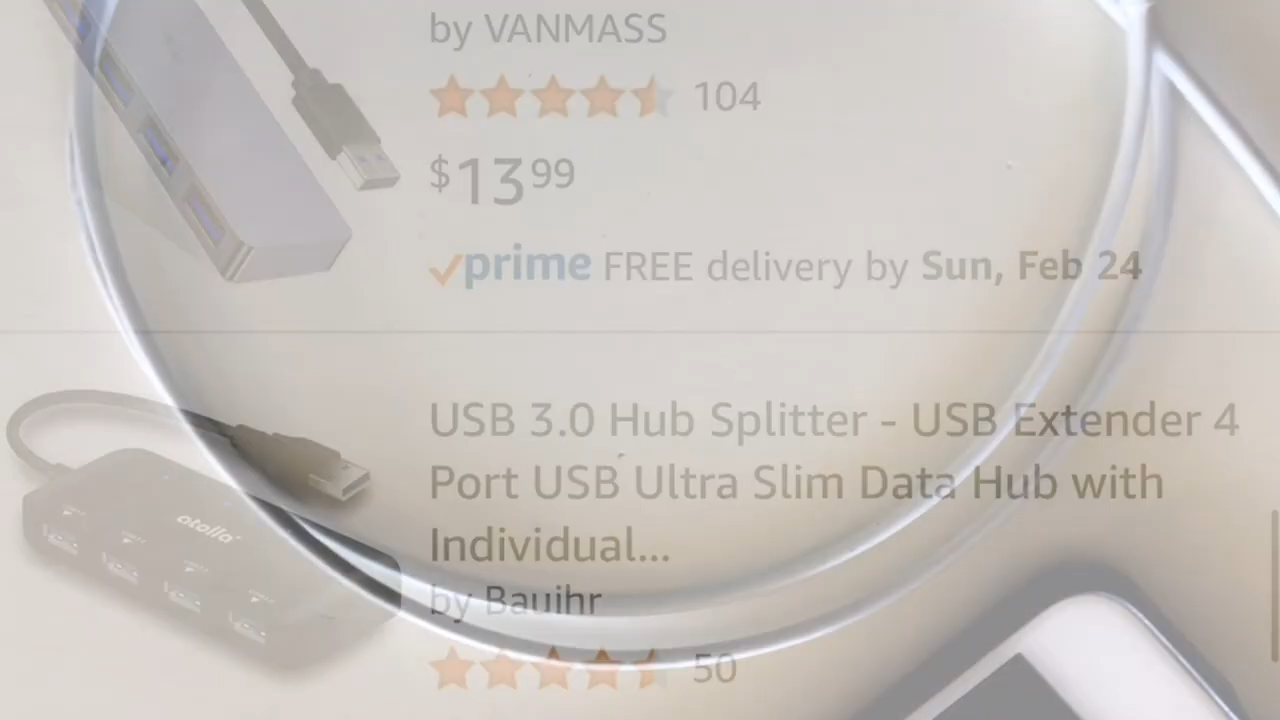 by VANMASS
104
$13 99
prime FREE delivery by Sun, Feb 24
USB 3.0 Hub Splitter - USB Extender 4
Port USB Ultra Slim Data Hub with
Individual...
atolla
by Bauihr
50